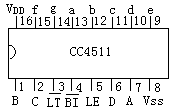 VDD f g a b c d e
16 15 14 13 12 11 10 9
CC4511
1 2 3 4 5 6 7 8
B C LT BI LE D A Vss